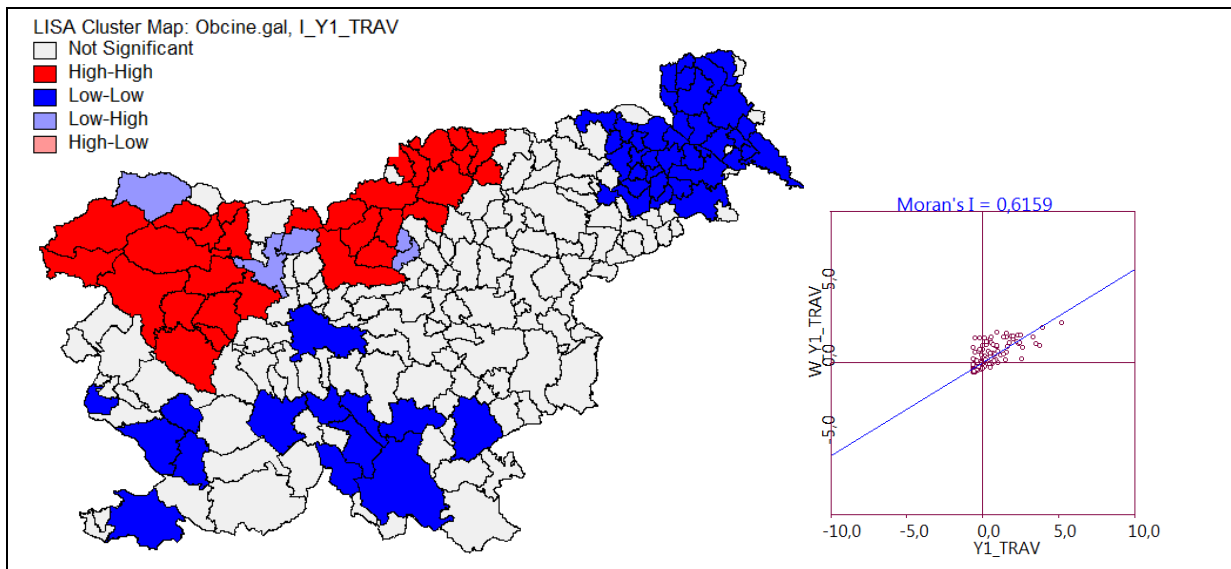 LISA Cluster Map: Obcine.gal, I_Y1_TRAV
Not Significant
High-High
Low-Low
Low-High
High-Low
Moran's I = 0,6159
W_Y1_TRAV
5,0
0,0
-5,0
-10,0 -5,0 0,0 5,0 10,0
Y1_TRAV